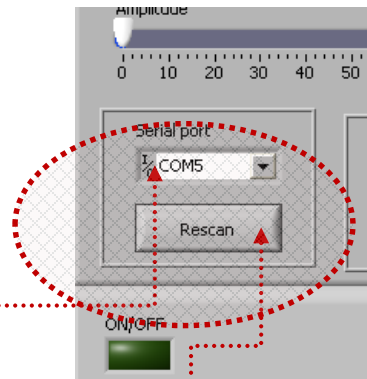 Amplitude
0 10 20 30 40 50
Serial port
I/O COM5
Rescan
ON/OFF